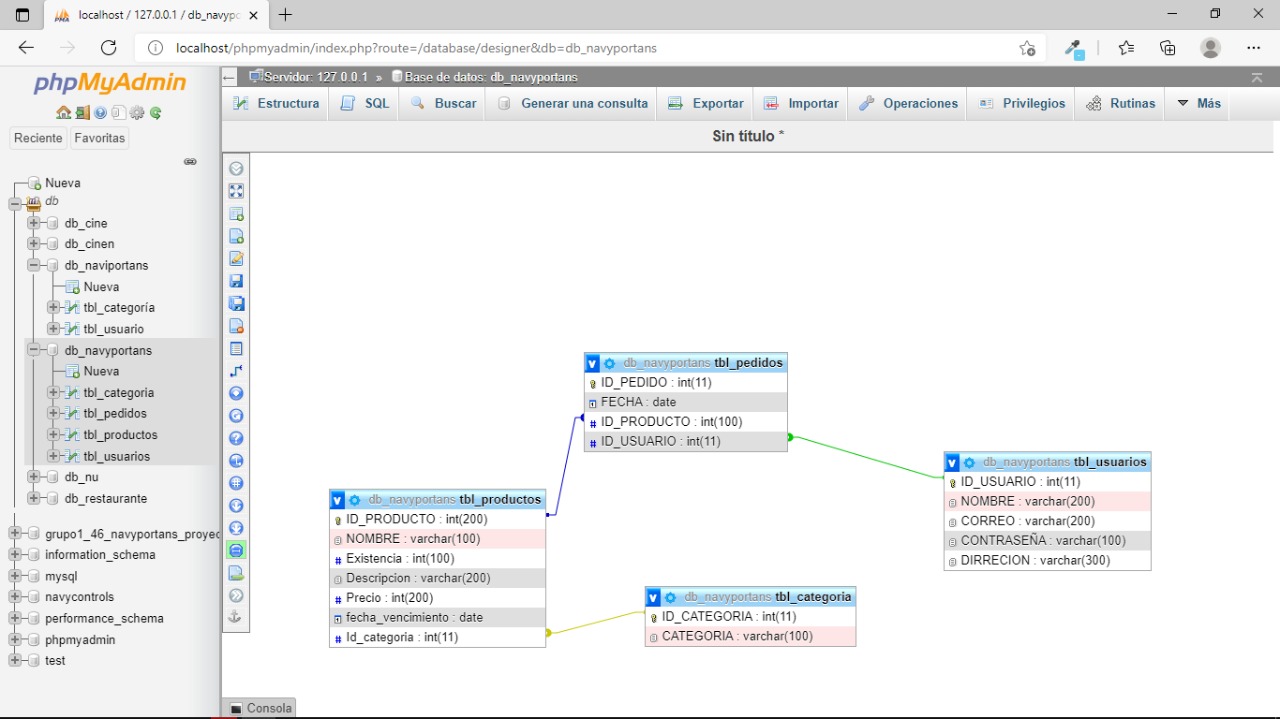 localhost / 127.0.0.1 / db_navypo
localhost/phpmyadmin/index.php?route=/database/designer&db=db_navyportans
phpMyAdmin
Reciente Favoritas
Nueva
db
db_cine
db_cinen
db_naviportans
Nueva
tbl_categoría
tbl_usuario
db_navyportans
Nueva
tbl_categoria
tbl_pedidos
tbl_productos
tbl_usuarios
db_nu
db_restaurante
grupo1_46_navyportans_proyec
information_schema
mysql
navycontrols
performance_schema
phpmyadmin
test
Servidor: 127.0.0.1 » Base de datos: db_navyportans
Estructura SQL Buscar Generar una consulta Exportar Importar Operaciones Privilegios Rutinas Más
Sin título *
db_navyportans tbl_pedidos
ID_PEDIDO : int(11)
FECHA : date
ID_PRODUCTO : int(100)
ID_USUARIO : int(11)
db_navyportans tbl_usuarios
ID_USUARIO : int(11)
NOMBRE : varchar(200)
CORREO : varchar(200)
CONTRASEÑA : varchar(100)
DIRRECION : varchar(300)
db_navyportans tbl_productos
ID_PRODUCTO : int(200)
NOMBRE : varchar(100)
Existencia : int(100)
Descripcion : varchar(200)
Precio : int(200)
fecha_vencimiento : date
Id_categoria : int(11)
db_navyportans tbl_categoria
ID_CATEGORIA : int(11)
CATEGORIA : varchar(100)
Consola